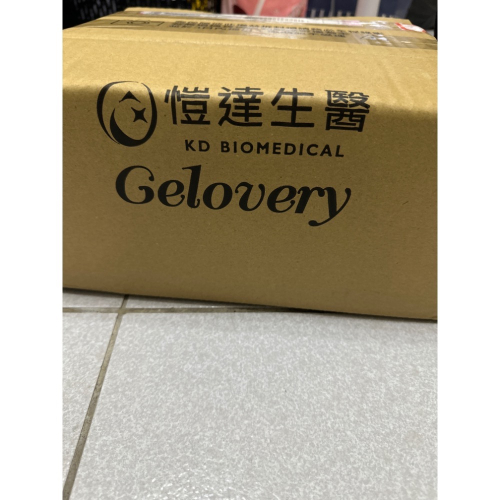 愷達生醫
KD BIOMEDICAL
Gelovery